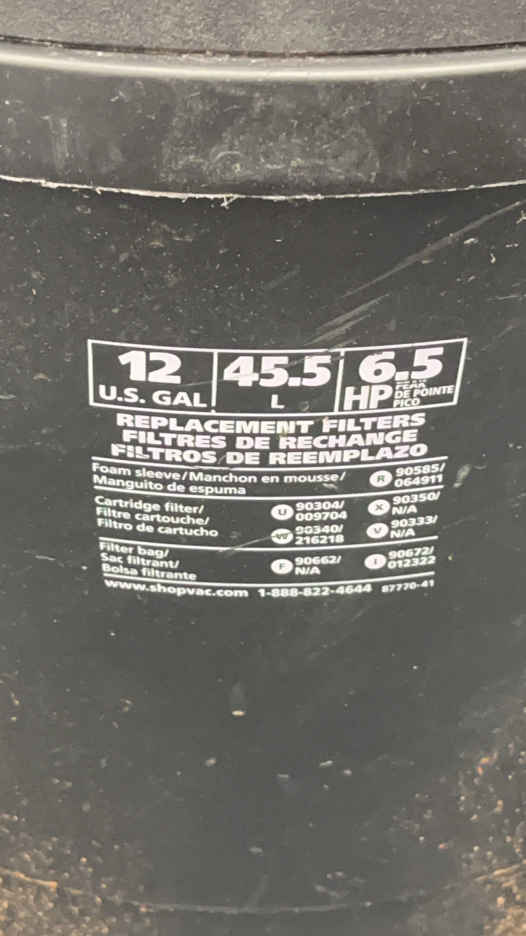 12 45.5 6.5
U.S. GAL L HP PEAK DE POINTE PICO
REPLACEMENT FILTERS
FILTRES DE RECHANGE
FILTROS DE REEMPLAZO
Foam sleeve/Manchon en mousse/ R 90585/
Manguito de espuma 064911
Cartridge filter/ U 90304/ X 90350/
Filtre cartouche/ 009704 N/A
Filtro de cartucho W 90340/ V 90333/
216218 N/A
Filter bag/ F 90662/ I 90672/
Sac filtrant/ N/A 012322
Bolsa filtrante
www.shopvac.com 1-888-822-4644 87770-41